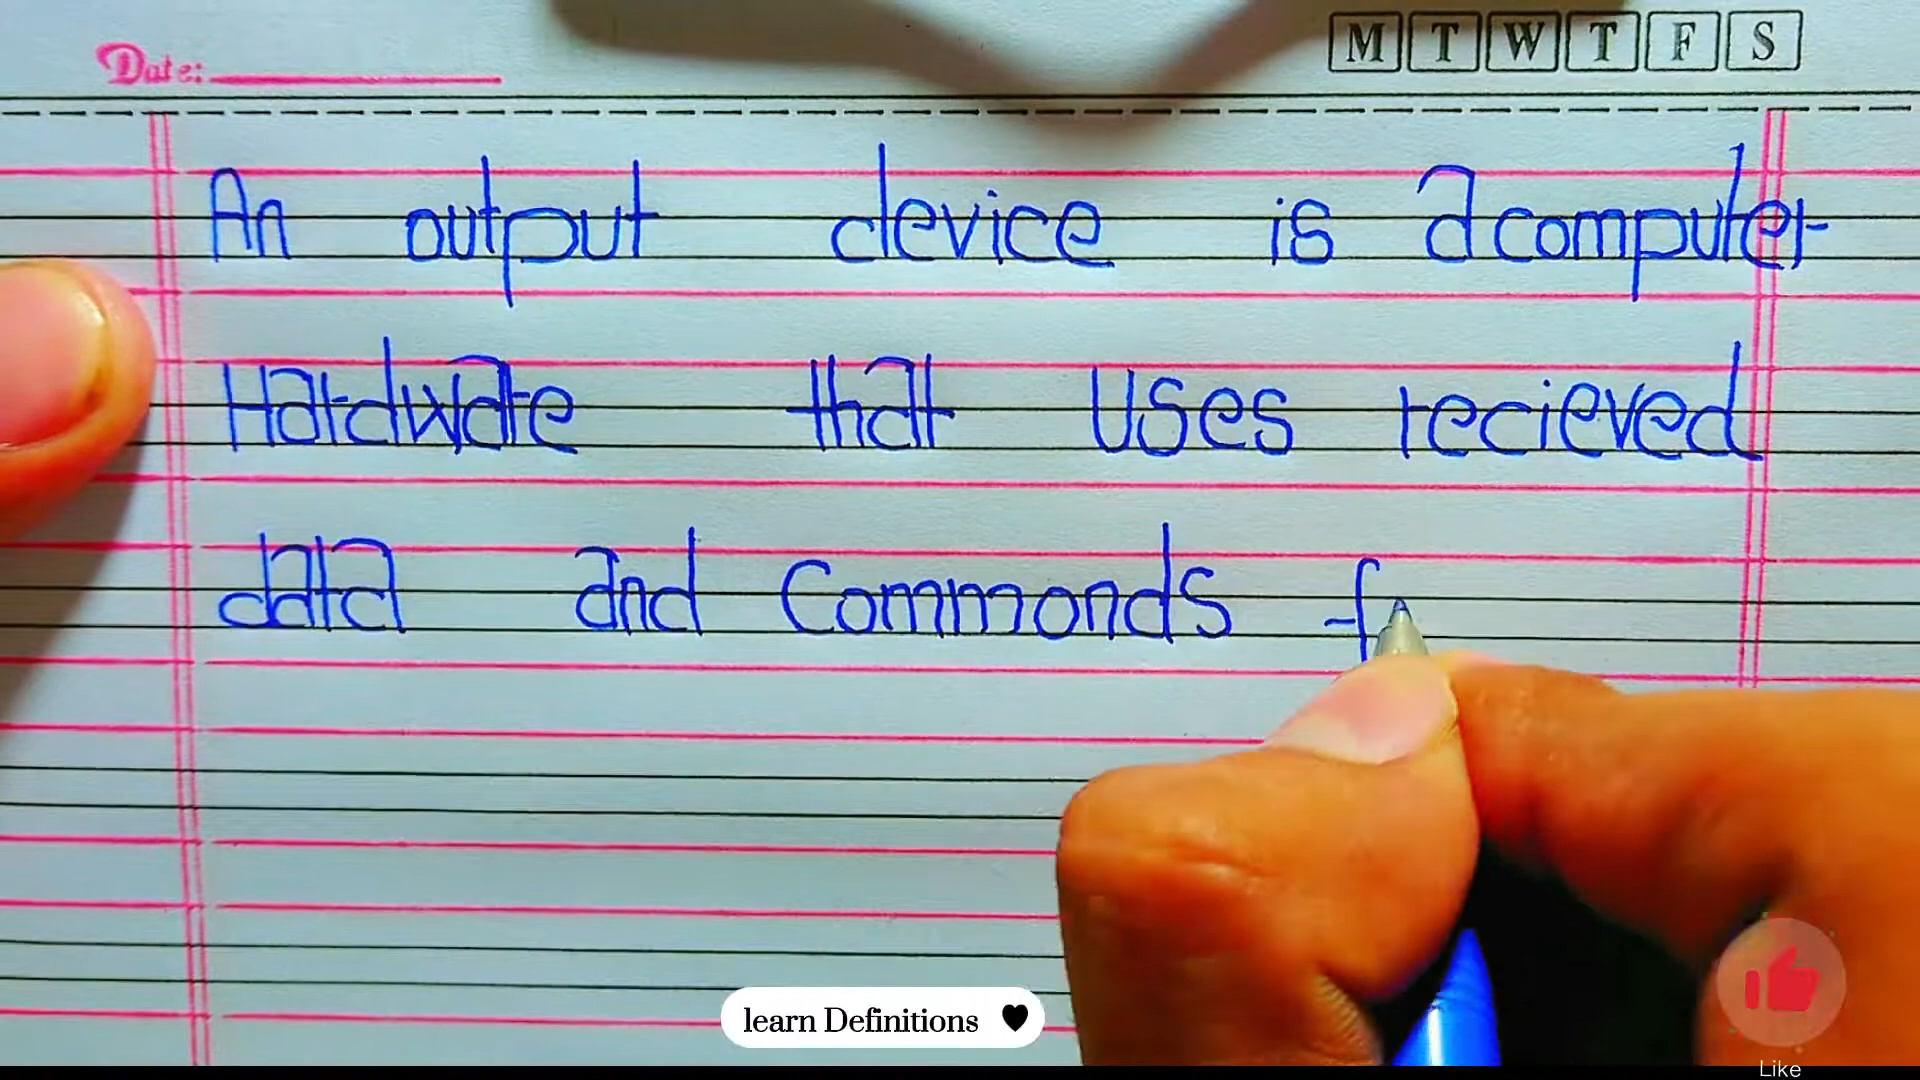 Date:
M T W T F S
An output device is a computer
Hardware that uses recieved
data and Commonds f
learn Definitions
Like